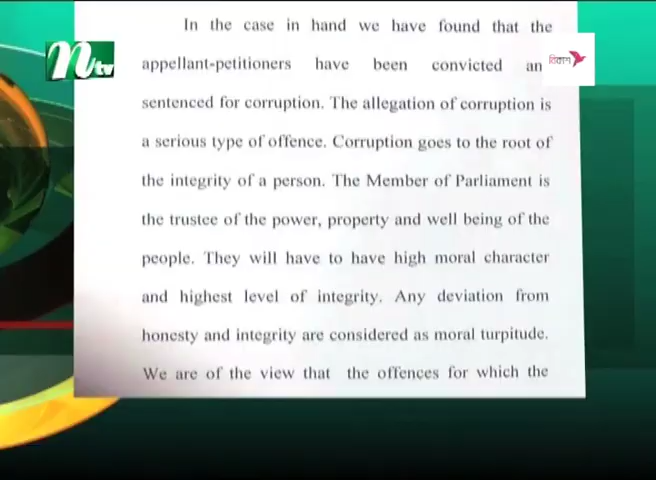 In the case in hand we have found that the
ntv
বিকাশ
appellant-petitioners have been convicted an
sentenced for corruption. The allegation of corruption is
a serious type of offence. Corruption goes to the root of
the integrity of a person. The Member of Parliament is
the trustee of the power, property and well being of the
people. They will have to have high moral character
and highest level of integrity. Any deviation from
honesty and integrity are considered as moral turpitude.
We are of the view that the offences for which the